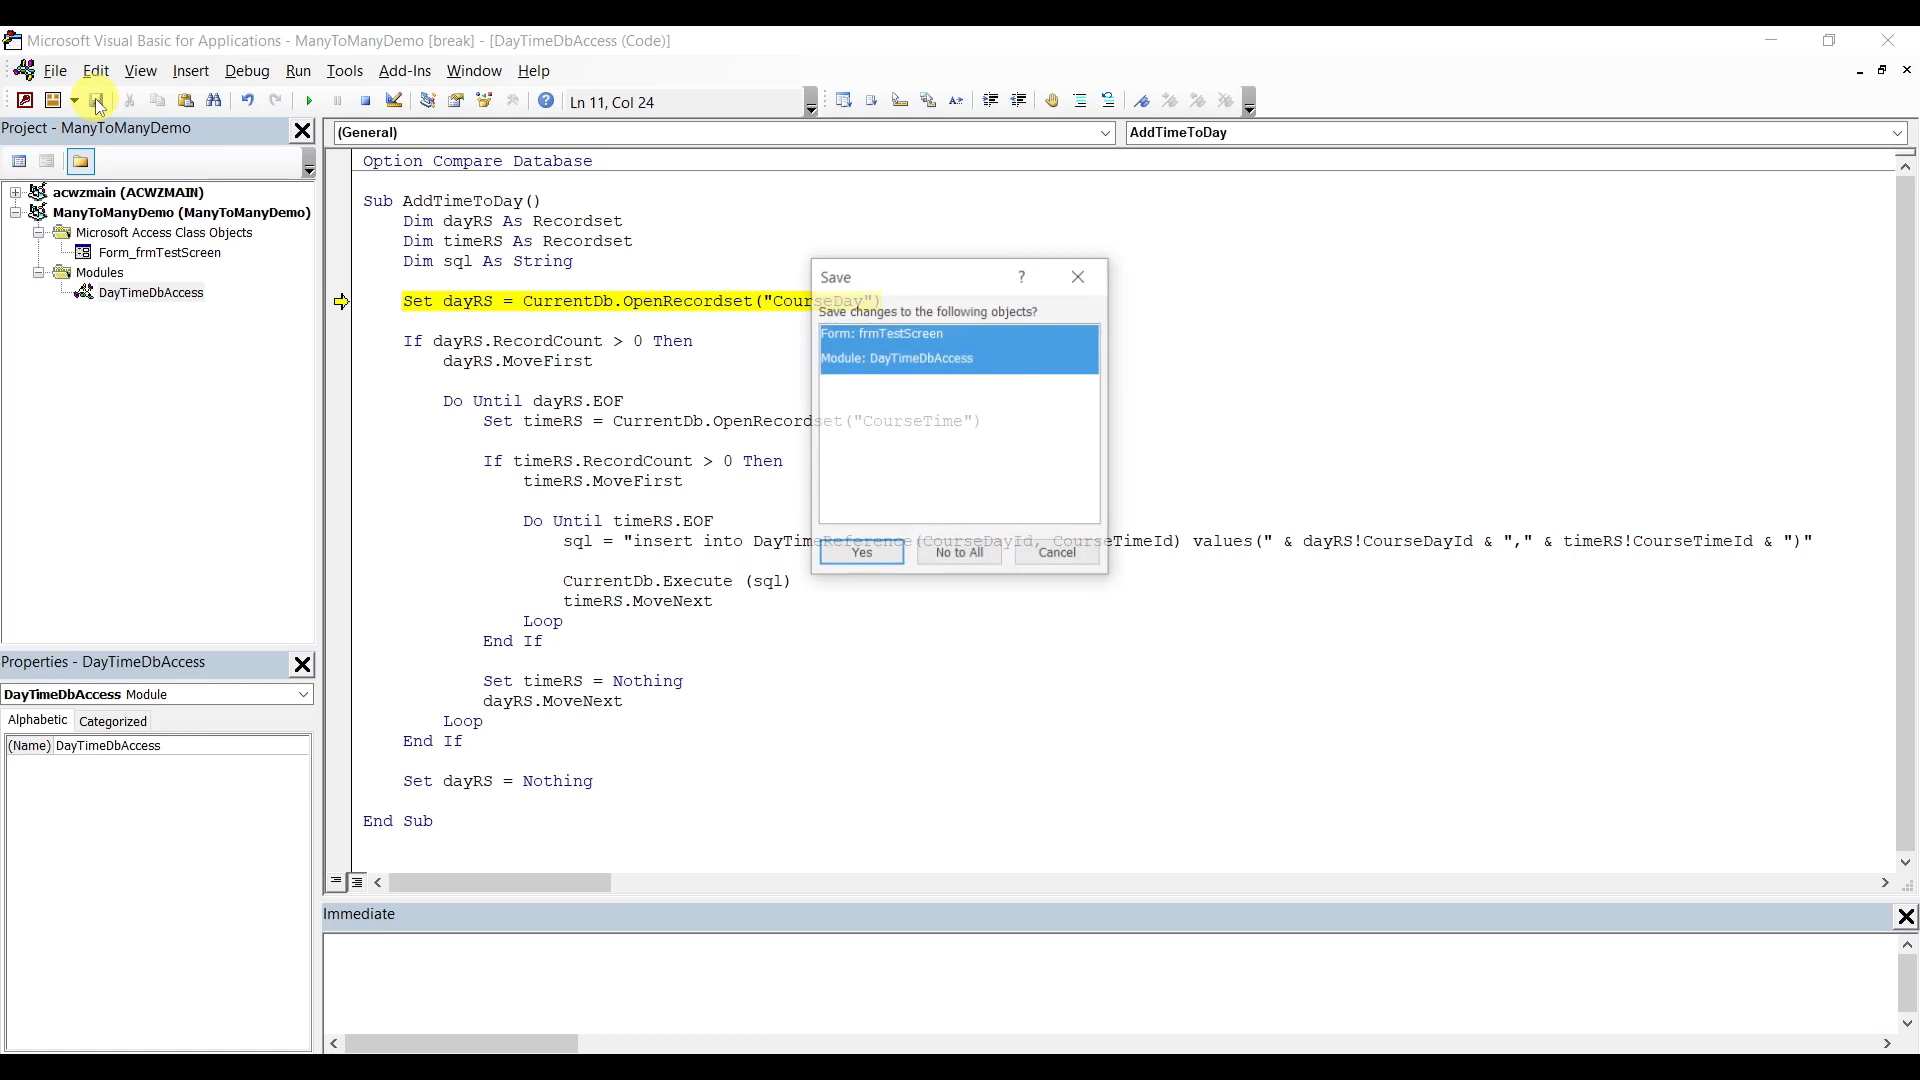 Microsoft Visual Basic for Applications - ManyToManyDemo [break] - [DayTimeDbAccess (Code)]
File Edit View Insert Debug Run Tools Add-Ins Window Help
Ln 11, Col 24
Project - ManyToManyDemo
acwzmain (ACWZMAIN)
ManyToManyDemo (ManyToManyDemo)
Microsoft Access Class Objects
Form_frmTestScreen
Modules
DayTimeDbAccess
Properties - DayTimeDbAccess
DayTimeDbAccess Module
Alphabetic Categorized
(Name) DayTimeDbAccess
(General) AddTimeToDay
Option Compare Database
Sub AddTimeToDay()
Dim dayRS As Recordset
Dim timeRS As Recordset
Dim sql As String
Set dayRS = CurrentDb.OpenRecordset("CourseDay")
If dayRS.RecordCount > 0 Then
dayRS.MoveFirst
Do Until dayRS.EOF
Set timeRS = CurrentDb.OpenRecordset("CourseTime")
If timeRS.RecordCount > 0 Then
timeRS.MoveFirst
Do Until timeRS.EOF
sql = "insert into DayTimeReference(CourseDayId, CourseTimeId) values(" & dayRS!CourseDayId & "," & timeRS!CourseTimeId & ")"
CurrentDb.Execute (sql)
timeRS.MoveNext
Loop
End If
Set timeRS = Nothing
dayRS.MoveNext
Loop
End If
Set dayRS = Nothing
End Sub
Save ?
Save changes to the following objects?
Form: frmTestScreen
Module: DayTimeDbAccess
Yes No to All Cancel
Immediate